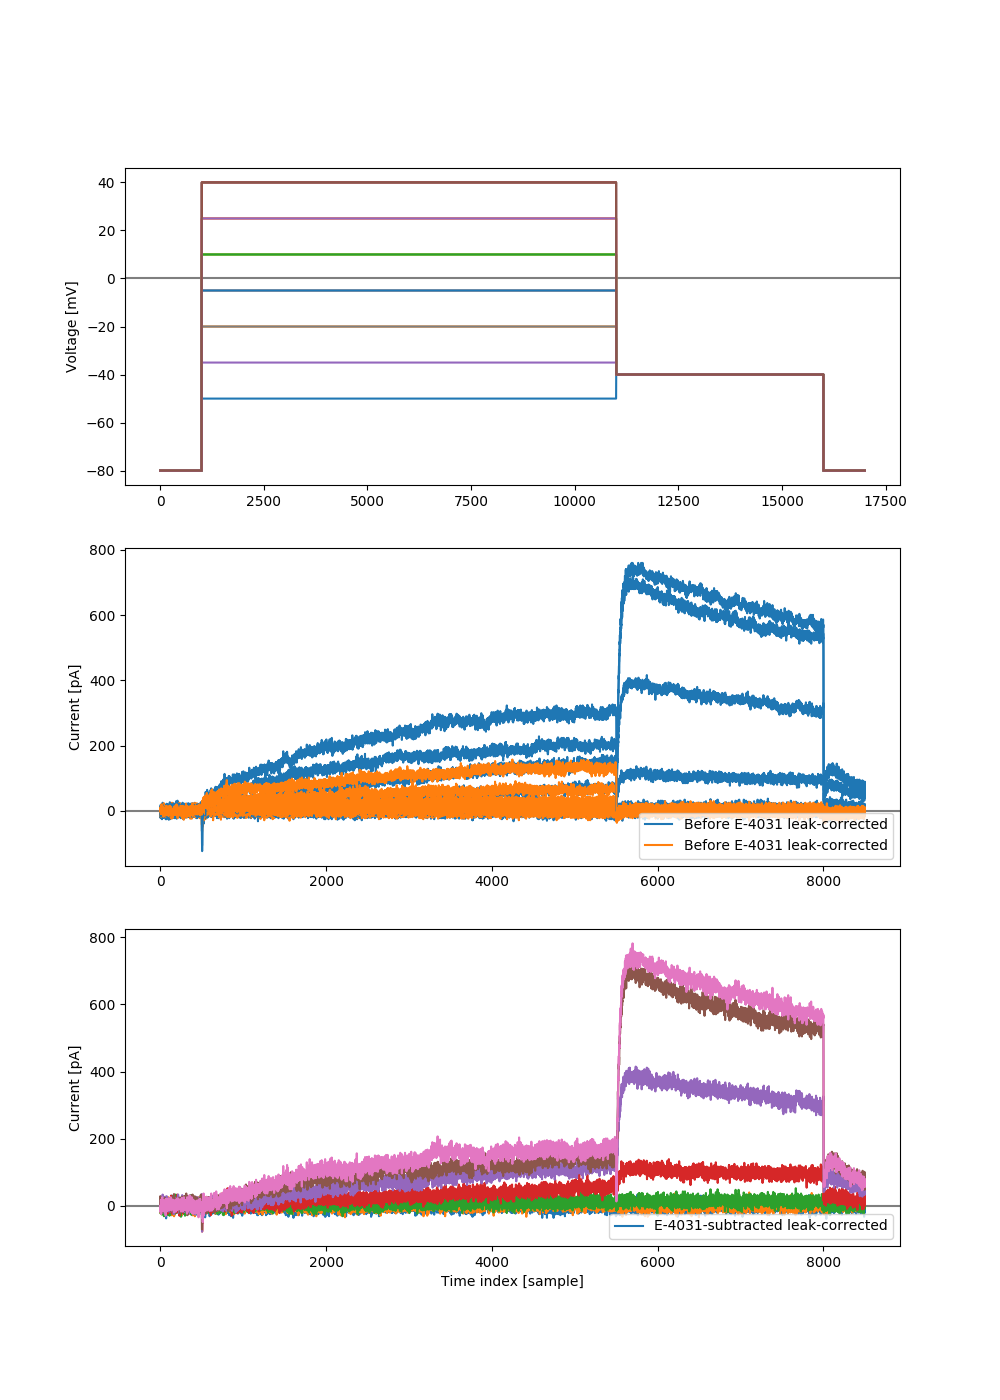 40
20
0
−20
−40
−60
−80
Voltage [mV]
0 2500 5000 7500 10000 12500 15000 17500
800
600
400
200
0
Current [pA]
Before E-4031 leak-corrected
Before E-4031 leak-corrected
0 2000 4000 6000 8000
800
600
400
200
0
Current [pA]
E-4031-subtracted leak-corrected
0 2000 4000 6000 8000
Time index [sample]